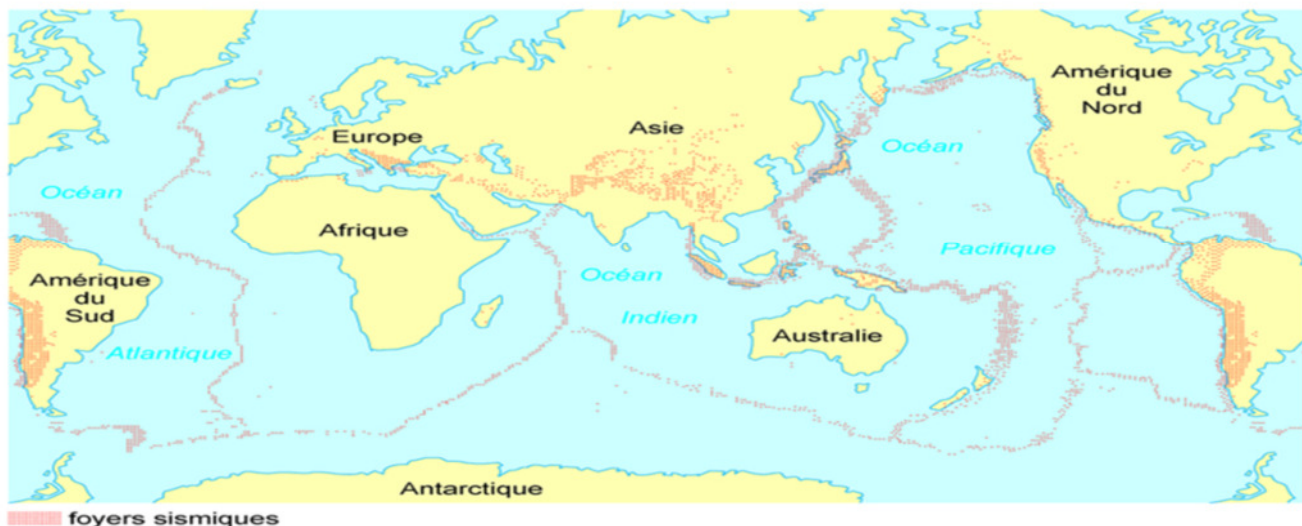 Amérique
du
Nord
Europe
Asie
Océan
Océan
Afrique
Pacifique
Amérique
du
Sud
Océan
Indien
Atlantique
Australie
Antarctique
foyers sismiques